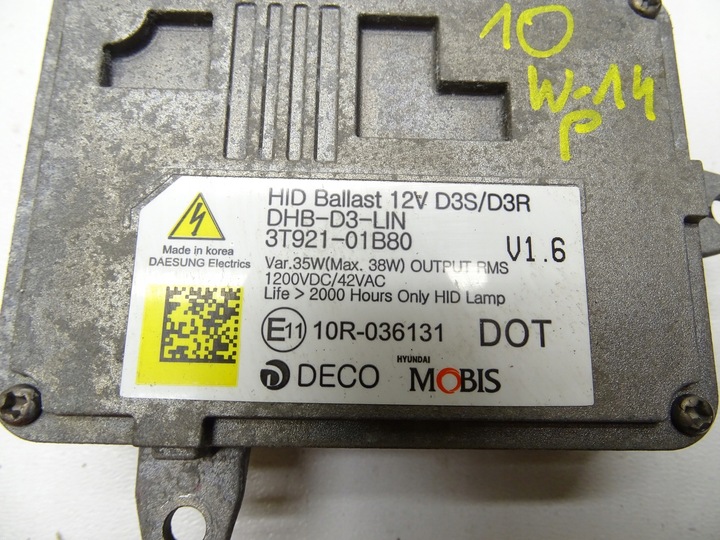 10
W-14
P
HID Ballast 12V D3S/D3R
DHB-D3-LIN
3T921-01B80
V1.6
Made in korea
DAESUNG Electrics
Var.35W(Max. 38W) OUTPUT RMS
1200VDC/42VAC
Life > 2000 Hours Only HID Lamp
E11 10R-036131 DOT
DECO HYUNDAI MOBIS